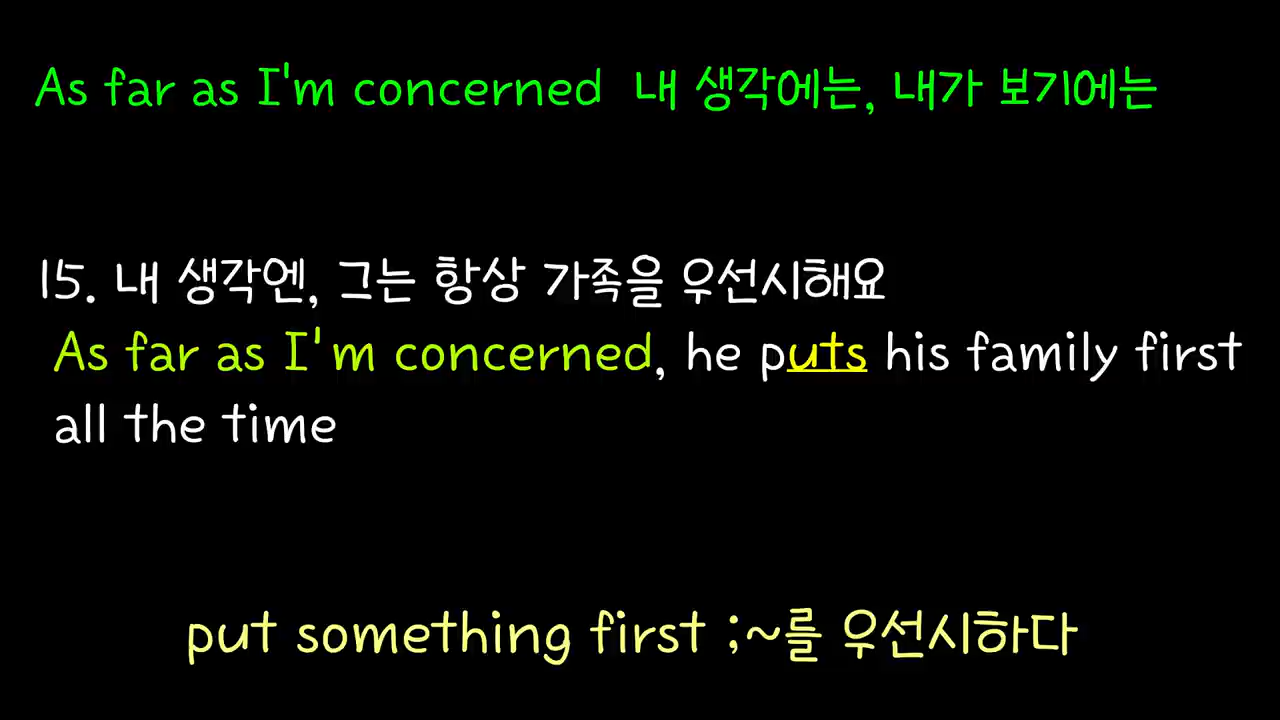 As far as I'm concerned 내 생각에는, 내가 보기에는
15. 내 생각엔, 그는 항상 가족을 우선시해요
As far as I'm concerned, he puts his family first
all the time
put something first ;~를 우선시하다